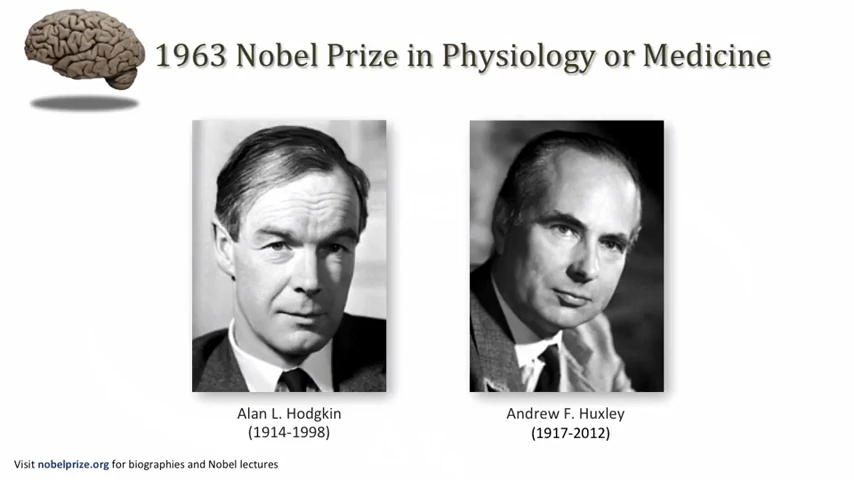 1963 Nobel Prize in Physiology or Medicine
Alan L. Hodgkin
(1914-1998)
Andrew F. Huxley
(1917-2012)
Visit nobelprize.org for biographies and Nobel lectures